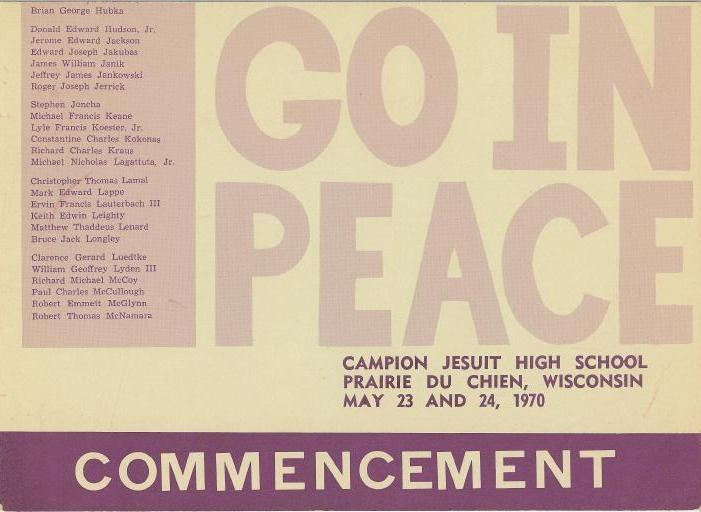 Brian George Hubka
Donald Edward Hudson, Jr.
Jerome Edward Jackson
Edward Joseph Jakubas
James William Janik
Jeffrey James Jankowski
Roger Joseph Jerrick
Stephen Joncha
Michael Francis Keane
Lyle Francis Koester, Jr.
Constantine Charles Kokonas
Richard Charles Kraus
Michael Nicholas Lagattuta, Jr.
Christopher Thomas Lamal
Mark Edward Lappe
Ervin Francis Lauterbach III
Keith Edwin Leighty
Matthew Thaddeus Lenard
Bruce Jack Longley
Clarence Gerard Luedtke
William Geoffrey Lyden III
Richard Michael McCoy
Paul Charles McCullough
Robert Emmett McGlynn
Robert Thomas McNamara
GO IN
PEACE
CAMPION JESUIT HIGH SCHOOL
PRAIRIE DU CHIEN, WISCONSIN
MAY 23 AND 24, 1970
COMMENCEMENT